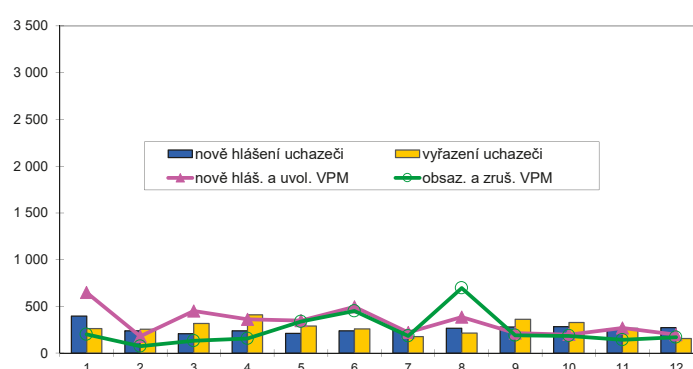 3 500
3 000
2 500
2 000
1 500
1 000
500
0
nově hlášení uchazeči vyřazení uchazeči
nově hláš. a uvol. VPM obsaz. a zruš. VPM
1 2 3 4 5 6 7 8 9 10 11 12